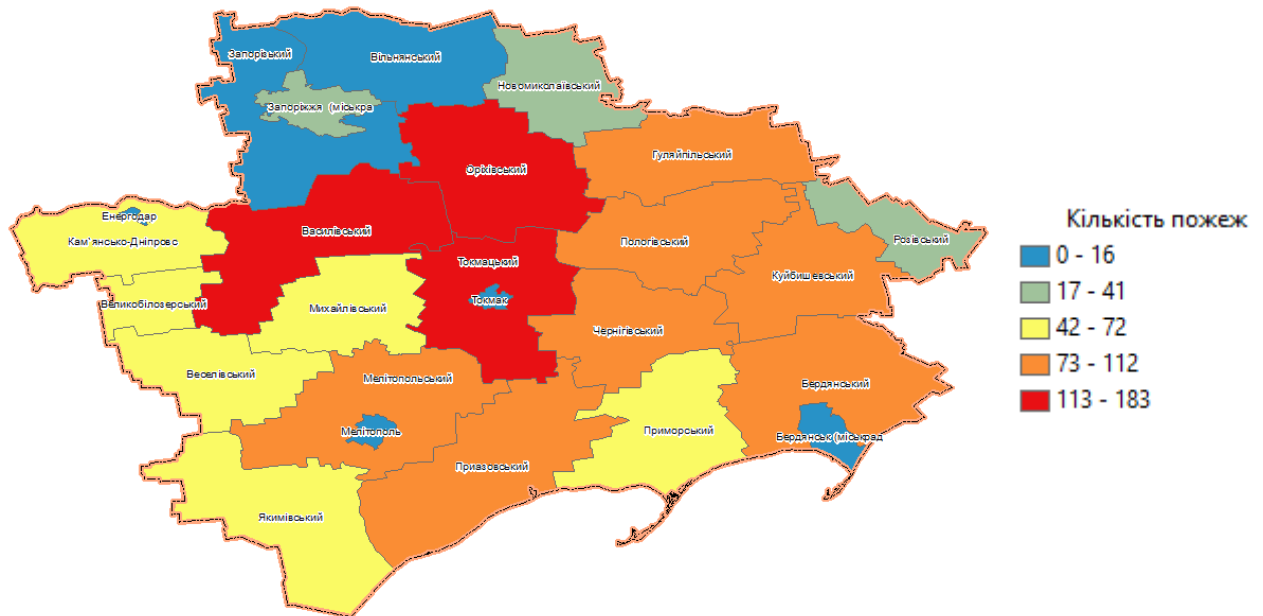 Запорізький
Вільнянський
Новомиколаївський
Запоріжжя (міськра
Гуляйпільський
Оріхівський
Енергодар
Кам'янсько-Дніпровс
Василівський
Пологівський
Розівський
Токмацький
Куйбишевський
Великобілозерський
Михайлівський
Токмак
Чернігівський
Веселівський
Мелітопольський
Бердянський
Мелітополь
Приморський
Бердянськ (міськрад
Приазовський
Якимівський
Кількість пожеж
0 - 16
17 - 41
42 - 72
73 - 112
113 - 183